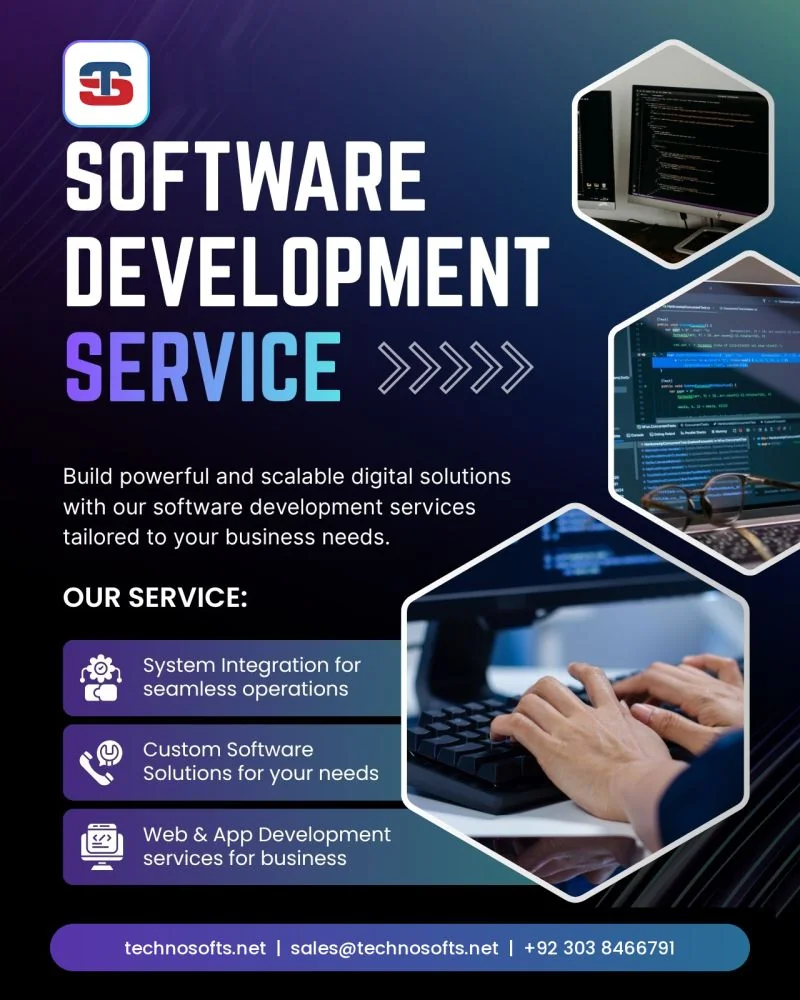 TS
SOFTWARE
DEVELOPMENT
SERVICE
Build powerful and scalable digital solutions
with our software development services
tailored to your business needs.
OUR SERVICE:
System Integration for
seamless operations
Custom Software
Solutions for your needs
Web & App Development
services for business
technosofts.net | sales@technosofts.net | +92 303 8466791